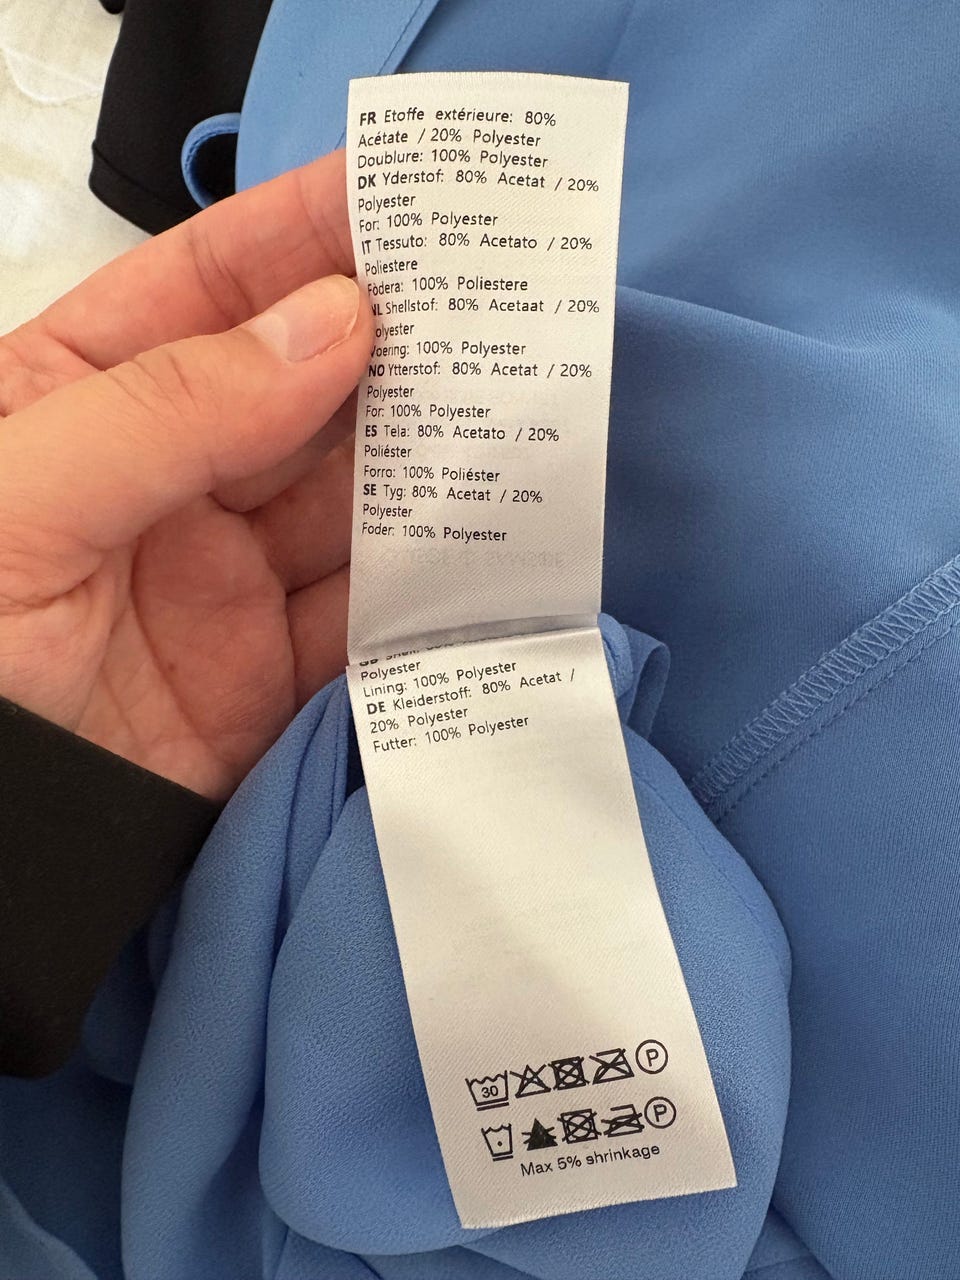 FR Etoffe extérieure: 80%
Acétate / 20% Polyester
Doublure: 100% Polyester
DK Yderstof: 80% Acetat / 20%
Polyester
For: 100% Polyester
IT Tessuto: 80% Acetato / 20%
Poliestere
Fòdera: 100% Poliestere
NL Shellstof: 80% Acetaat / 20%
Polyester
Voering: 100% Polyester
NO Ytterstof: 80% Acetat / 20%
Polyester
For: 100% Polyester
ES Tela: 80% Acetato / 20%
Poliéster
Forro: 100% Poliéster
SE Tyg: 80% Acetat / 20%
Polyester
Foder: 100% Polyester
Polyester
Lining: 100% Polyester
DE Kleiderstoff: 80% Acetat /
20% Polyester
Futter: 100% Polyester
30 P
P
Max 5% shrinkage